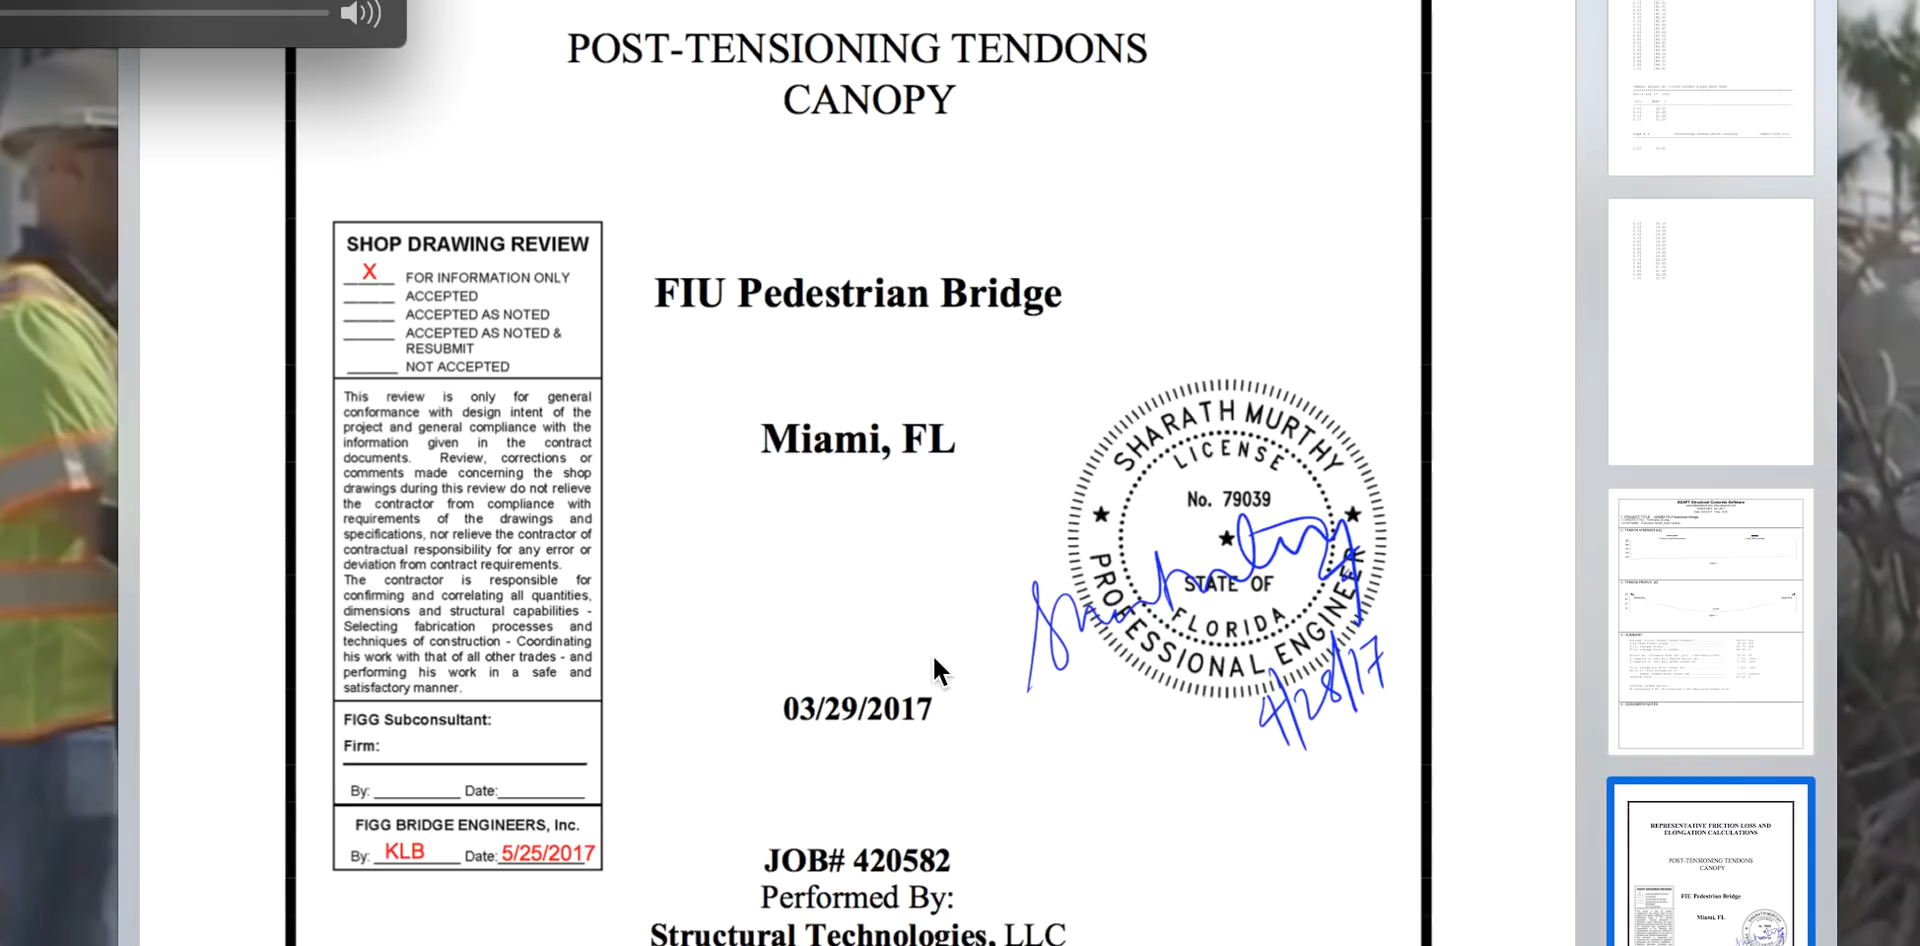 POST-TENSIONING TENDONS
CANOPY
SHOP DRAWING REVIEW
X FOR INFORMATION ONLY
ACCEPTED
ACCEPTED AS NOTED
ACCEPTED AS NOTED &
RESUBMIT
NOT ACCEPTED
This review is only for general
conformance with design intent of the
project and general compliance with the
information given in the contract
documents. Review, corrections or
comments made concerning the shop
drawings during this review do not relieve
the contractor from compliance with
requirements of the drawings and
specifications, nor relieve the contractor of
contractual responsibility for any error or
deviation from contract requirements.
The contractor is responsible for
confirming and correlating all quantities,
dimensions and structural capabilities -
Selecting fabrication processes and
techniques of construction - Coordinating
his work with that of all other trades - and
performing his work in a safe and
satisfactory manner.
FIGG Subconsultant:
Firm:
By: Date:
FIGG BRIDGE ENGINEERS, Inc.
By: KLB Date: 5/25/2017
FIU Pedestrian Bridge
Miami, FL
03/29/2017
JOB# 420582
Performed By:
Structural Technologies, LLC
SHARATH MURTHY
LICENSE
No. 79039
STATE OF
FLORIDA
PROFESSIONAL ENGINEER
4/28/17
REPRESENTATIVE FRICTION LOSS AND
ELONGATION CALCULATIONS
POST-TENSIONING TENDONS
CANOPY
FIU Pedestrian Bridge
Miami, FL